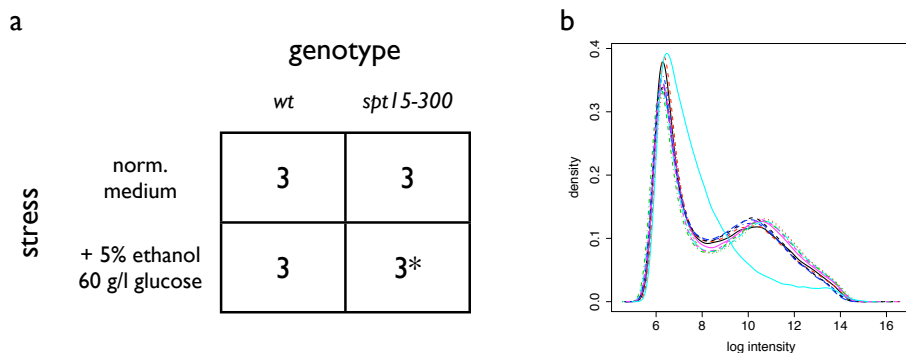 a
genotype
wt spt15-300
stress
norm.
medium
3 3
+ 5% ethanol
60 g/l glucose
3 3*
b
density
0.4
0.3
0.2
0.1
0.0
6 8 10 12 14 16
log intensity